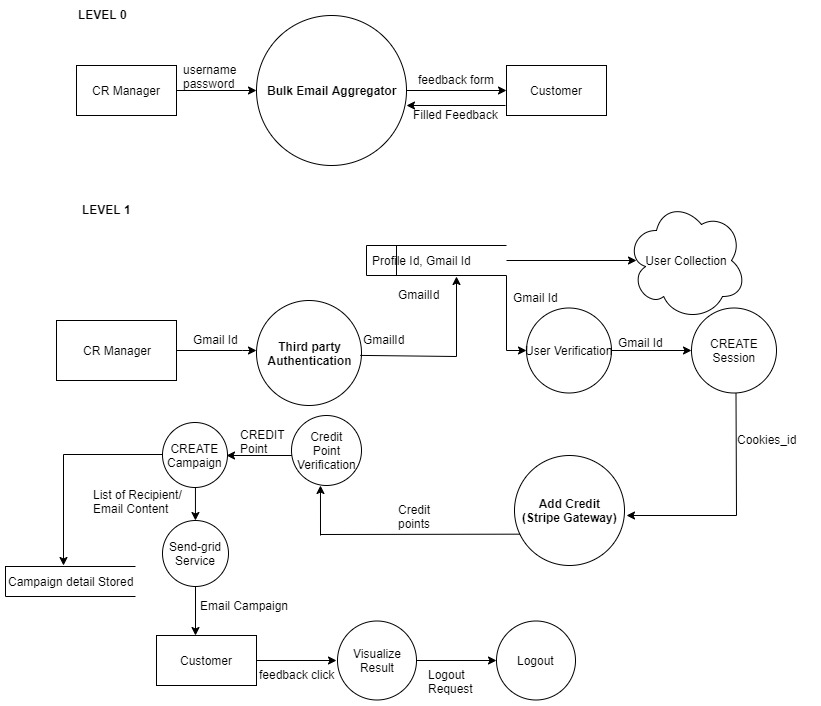 LEVEL 0
CR Manager
username
password
Bulk Email Aggregator
feedback form
Filled Feedback
Customer
LEVEL 1
Profile Id, Gmail Id
User Collection
CR Manager
Gmail Id
Third party
Authentication
GmailId
GmailId
Gmail Id
User Verification
Gmail Id
CREATE
Session
Cookies_id
Add Credit
(Stripe Gateway)
Credit
points
Credit
Point
Verification
CREDIT
Point
CREATE
Campaign
List of Recipient/
Email Content
Campaign detail Stored
Send-grid
Service
Email Campaign
Customer
feedback click
Visualize
Result
Logout
Request
Logout